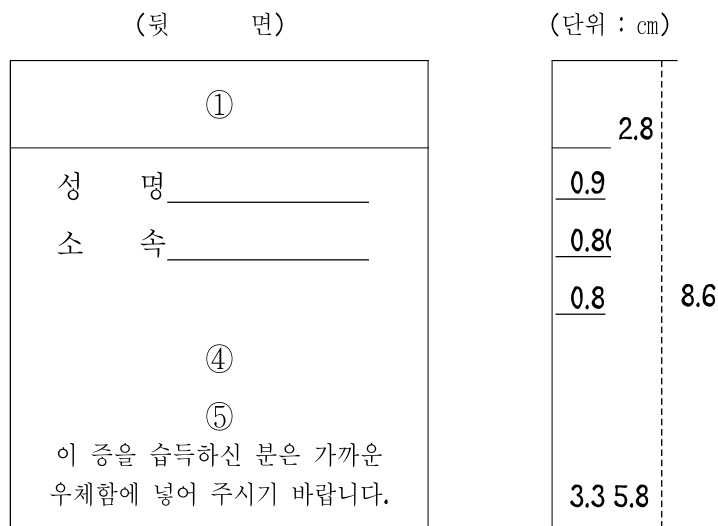 (뒷 면) (단위 : ㎝)
①
2.8
성 명 0.9
소 속 0.80
0.8 8.6
④
⑤
이 증을 습득하신 분은 가까운
우체함에 넣어 주시기 바랍니다. 3.3 5.8